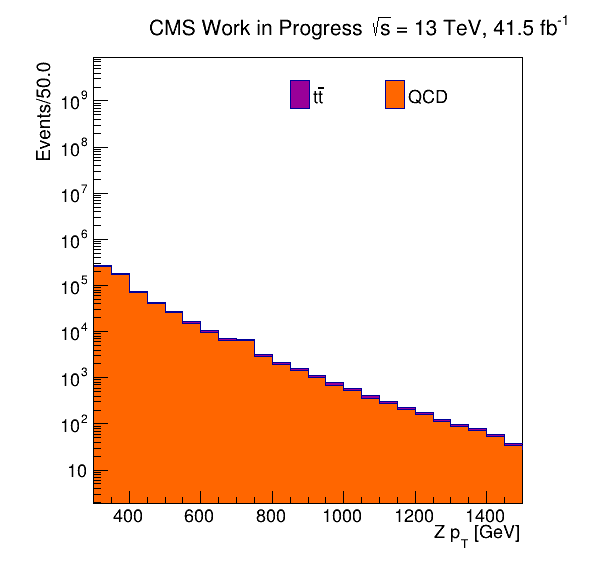 CMS Work in Progress √s = 13 TeV, 41.5 fb⁻¹
Events/50.0
tt̄
QCD
10⁹
10⁸
10⁷
10⁶
10⁵
10⁴
10³
10²
10
400 600 800 1000 1200 1400
Z p_T [GeV]